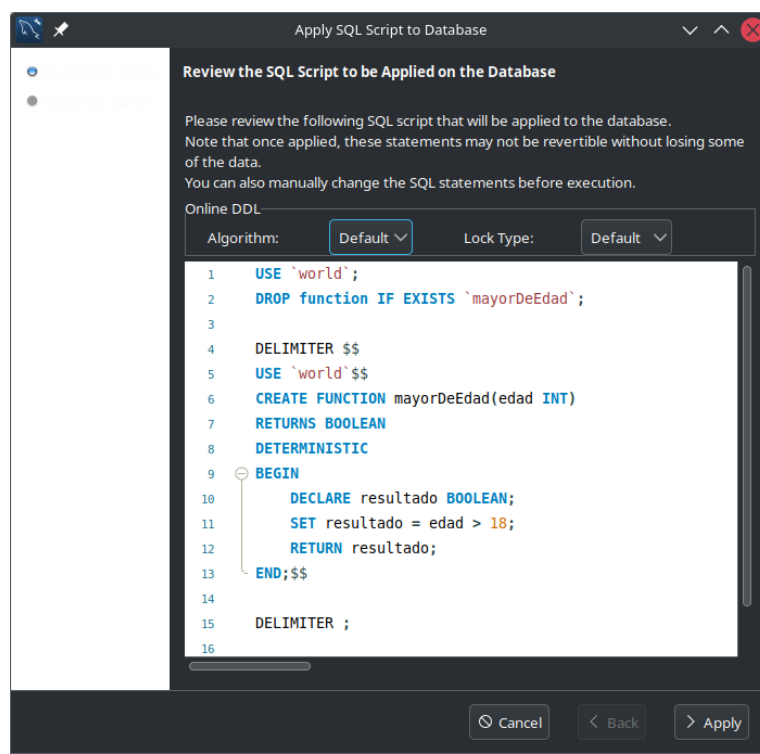 Apply SQL Script to Database
Review the SQL Script to be Applied on the Database
Please review the following SQL script that will be applied to the database.
Note that once applied, these statements may not be revertible without losing some
of the data.
You can also manually change the SQL statements before execution.
Online DDL
Algorithm: Default Lock Type: Default
1 USE `world`;
2 DROP function IF EXISTS `mayorDeEdad`;
3
4 DELIMITER $$
5 USE `world`$$
6 CREATE FUNCTION mayorDeEdad(edad INT)
7 RETURNS BOOLEAN
8 DETERMINISTIC
9 BEGIN
10 DECLARE resultado BOOLEAN;
11 SET resultado = edad > 18;
12 RETURN resultado;
13 END;$$
14
15 DELIMITER ;
16
Cancel < Back > Apply